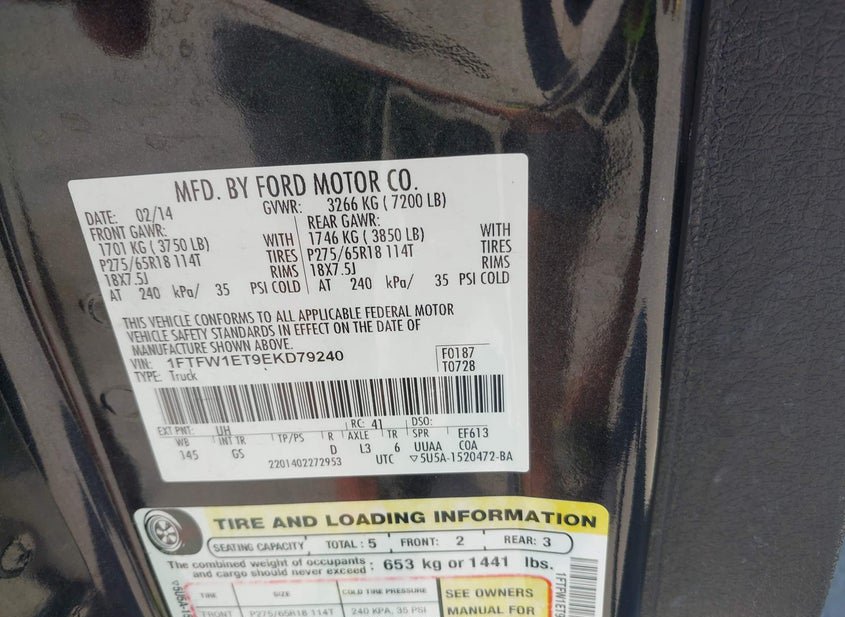 MFD. BY FORD MOTOR CO.
DATE: 02/14 GVWR: 3266 KG ( 7200 LB)
FRONT GAWR: REAR GAWR:
1701 KG ( 3750 LB) WITH 1746 KG ( 3850 LB) WITH
P275/65R18 114T TIRES P275/65R18 114T TIRES
18X7.5J RIMS 18X7.5J RIMS
AT 240 kPa/ 35 PSI COLD AT 240 kPa/ 35 PSI COLD
THIS VEHICLE CONFORMS TO ALL APPLICABLE FEDERAL MOTOR
VEHICLE SAFETY STANDARDS IN EFFECT ON THE DATE OF
MANUFACTURE SHOWN ABOVE.
VIN: 1FTFW1ET9EKD79240 F0187
TYPE: Truck T0728
EXT PNT: UH RC: 41 DSO:
WB INT TR TP/PS R AXLE TR SPR EF613
145 GS D L3 6 UUAA COA
2201402272953 UTC ▽5U5A-1520472-BA
TIRE AND LOADING INFORMATION
SEATING CAPACITY TOTAL : 5 FRONT: 2 REAR: 3
The combined weight of occupants
and cargo should never exceed : 653 kg or 1441 lbs.
TIRE SIZE COLD TIRE PRESSURE SEE OWNERS
FRONT P275/65R18 114T 240 KPA, 35 PSI MANUAL FOR